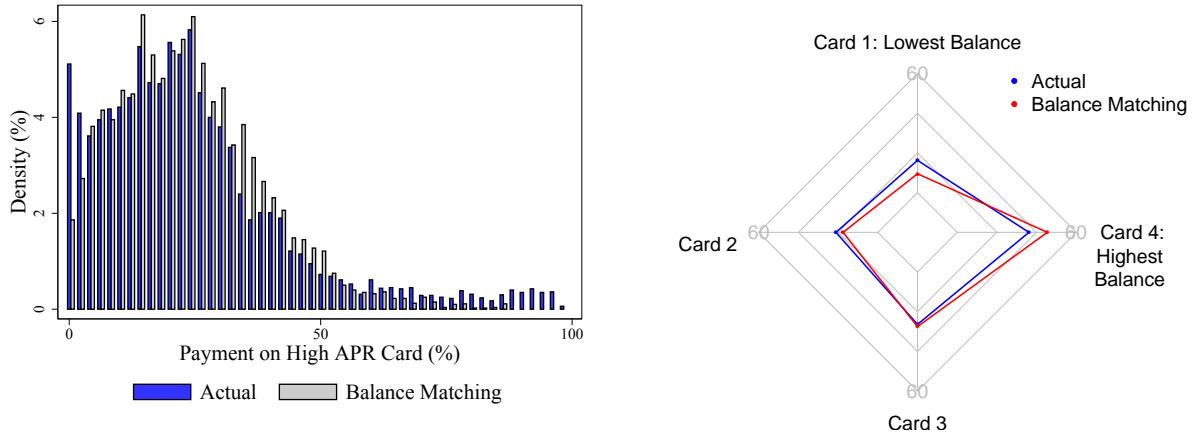 6
4
2
0
Density (%)
0
50
100
Payment on High APR Card (%)
Actual
Balance Matching
Card 1: Lowest Balance
60
Actual
Balance Matching
Card 2
60
60
Card 4:
Highest
Balance
60
Card 3